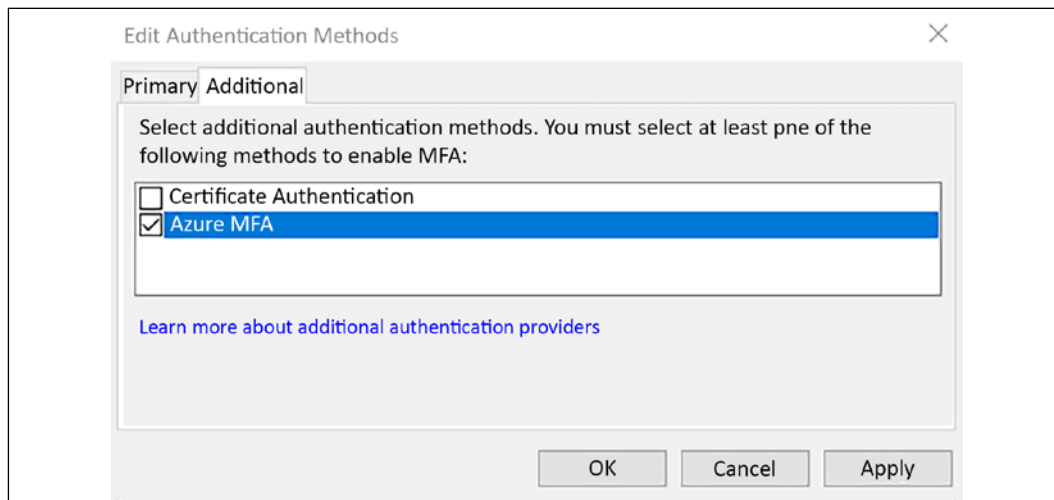 Edit Authentication Methods
Primary Additional
Select additional authentication methods. You must select at least pne of the
following methods to enable MFA:
Certificate Authentication
Azure MFA
Learn more about additional authentication providers
OK Cancel Apply